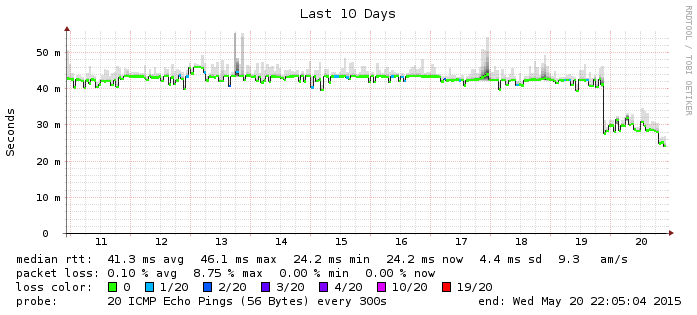 Last 10 Days
RRDTOOL / TOBI OETIKER
Seconds
50 m
40 m
30 m
20 m
10 m
0
11 12 13 14 15 16 17 18 19 20
median rtt: 41.3 ms avg 46.1 ms max 24.2 ms min 24.2 ms now 4.4 ms sd 9.3 am/s
packet loss: 0.10 % avg 8.75 % max 0.00 % min 0.00 % now
loss color: 0 1/20 2/20 3/20 4/20 10/20 19/20
probe: 20 ICMP Echo Pings (56 Bytes) every 300s end: Wed May 20 22:05:04 2015